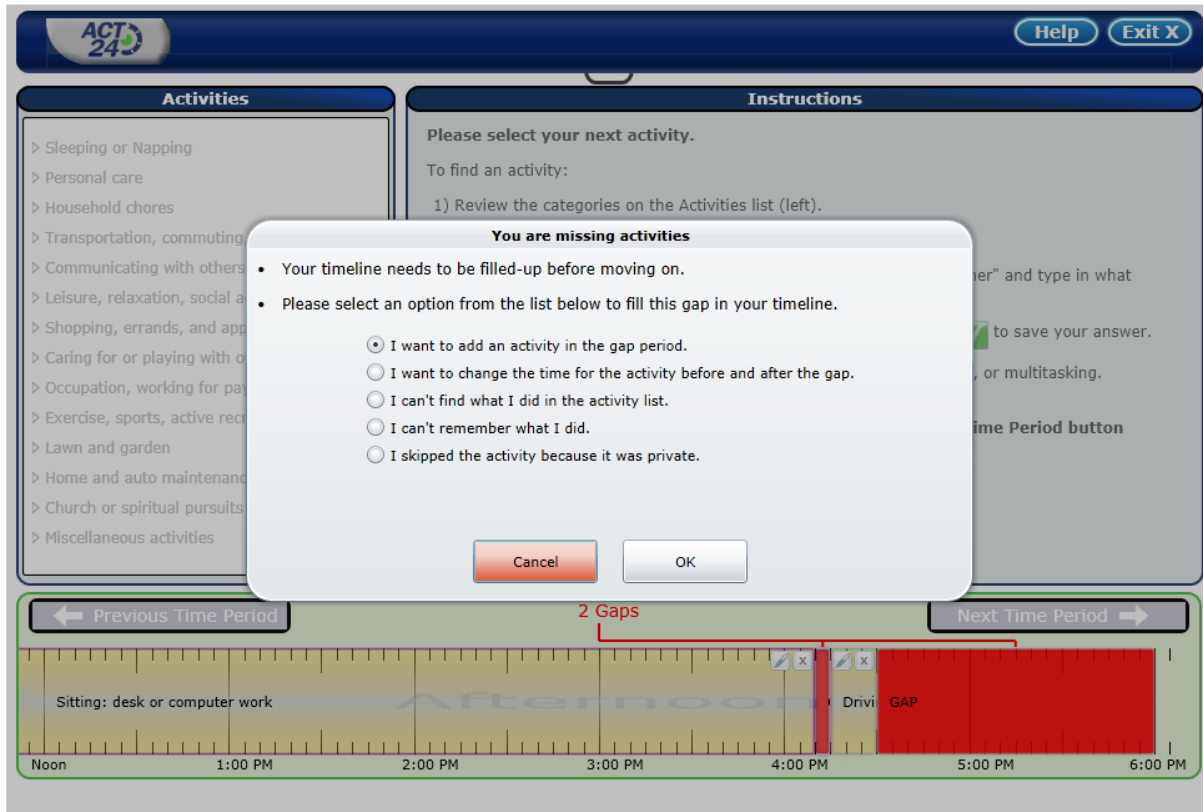 ACT
24
Help
Exit X
Activities
Instructions
Sleeping or Napping
Personal care
Household chores
Transportation, commuting,
Communicating with others
Leisure, relaxation, social a
Shopping, errands, and app
Caring for or playing with o
Occupation, working for pay
Exercise, sports, active recr
Lawn and garden
Home and auto maintenanc
Church or spiritual pursuits
Miscellaneous activities
Please select your next activity.
To find an activity:
1) Review the categories on the Activities list (left).
her" and type in what
to save your answer.
, or multitasking.
ime Period button
You are missing activities
• Your timeline needs to be filled-up before moving on.
• Please select an option from the list below to fill this gap in your timeline.
I want to add an activity in the gap period.
I want to change the time for the activity before and after the gap.
I can't find what I did in the activity list.
I can't remember what I did.
I skipped the activity because it was private.
Cancel
OK
Previous Time Period
2 Gaps
Next Time Period
Afternoon
Sitting: desk or computer work
Drivi
GAP
Noon
1:00 PM
2:00 PM
3:00 PM
4:00 PM
5:00 PM
6:00 PM